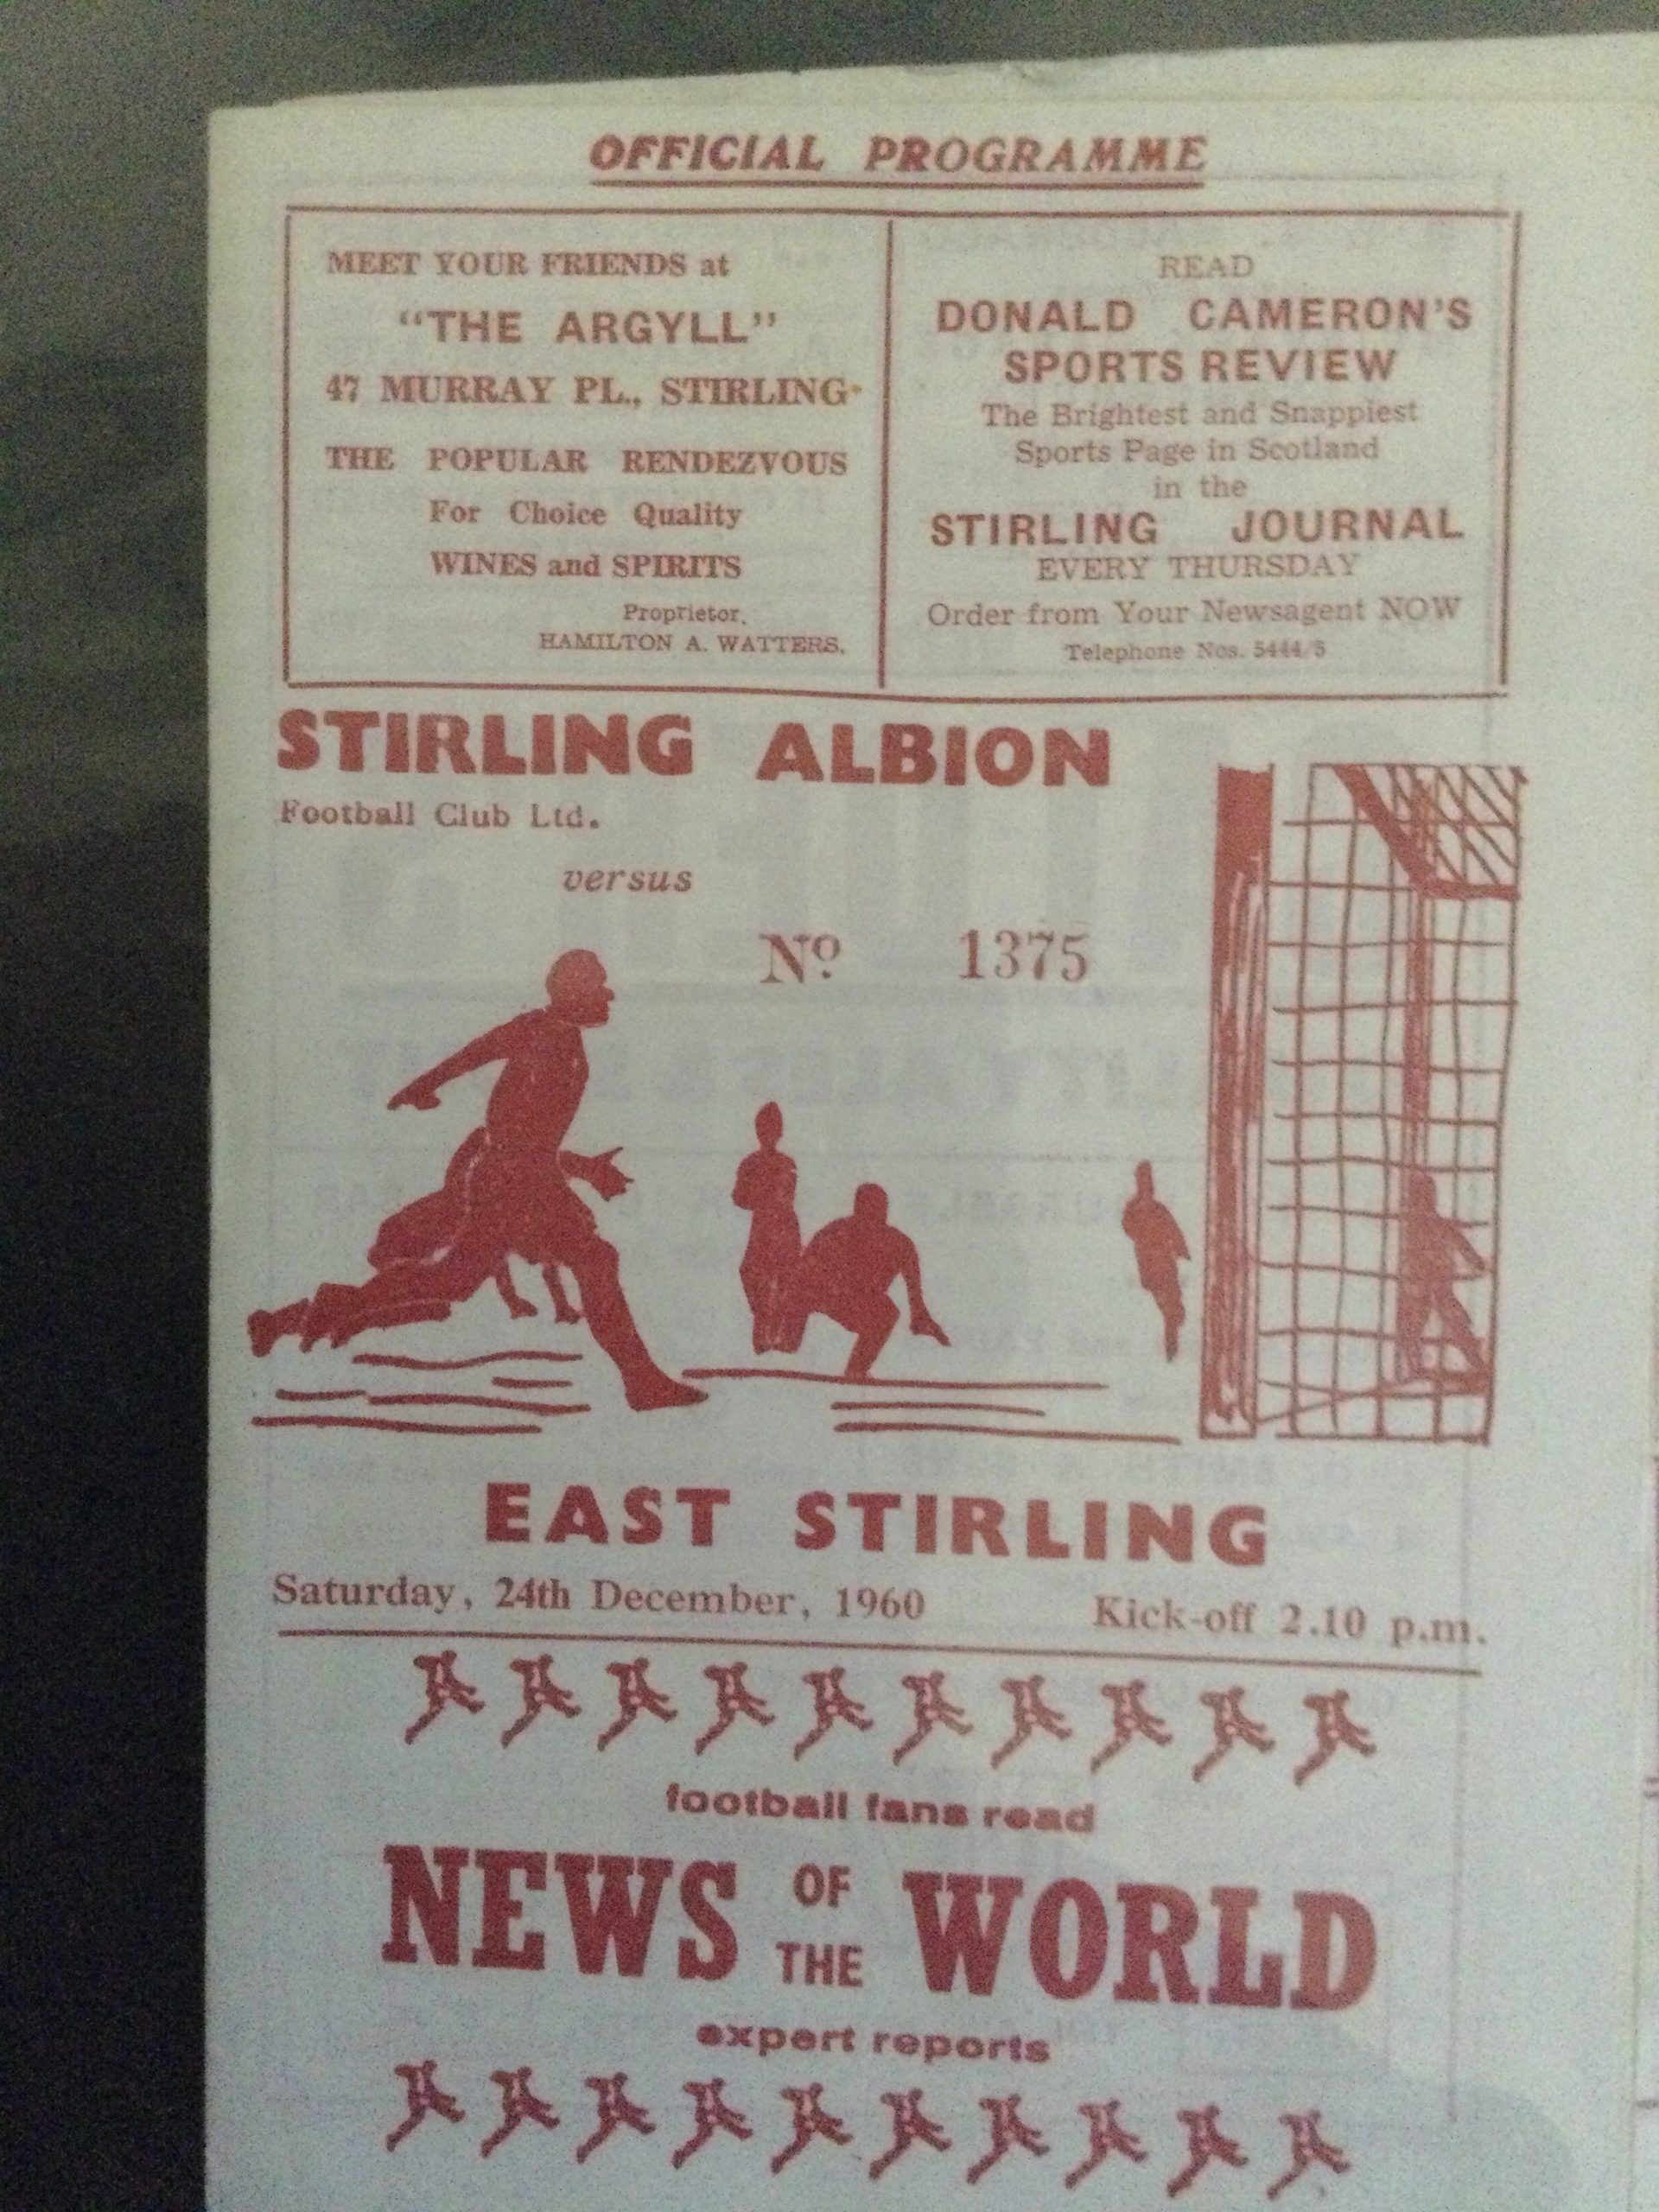 OFFICIAL PROGRAMME
MEET YOUR FRIENDS at
"THE ARGYLL"
47 MURRAY PL., STIRLING
THE POPULAR RENDEZVOUS
For Choice Quality
WINES and SPIRITS
Proprietor,
HAMILTON A. WATTERS.
READ
DONALD CAMERON'S
SPORTS REVIEW
The Brightest and Snappiest
Sports Page in Scotland
in the
STIRLING JOURNAL
EVERY THURSDAY
Order from Your Newsagent NOW
Telephone Nos. 5444/5
STIRLING ALBION
Football Club Ltd.
versus
Nº 1375
EAST STIRLING
Saturday, 24th December, 1960 Kick-off 2.10 p.m.
football fans read
NEWS OF THE WORLD
expert reports